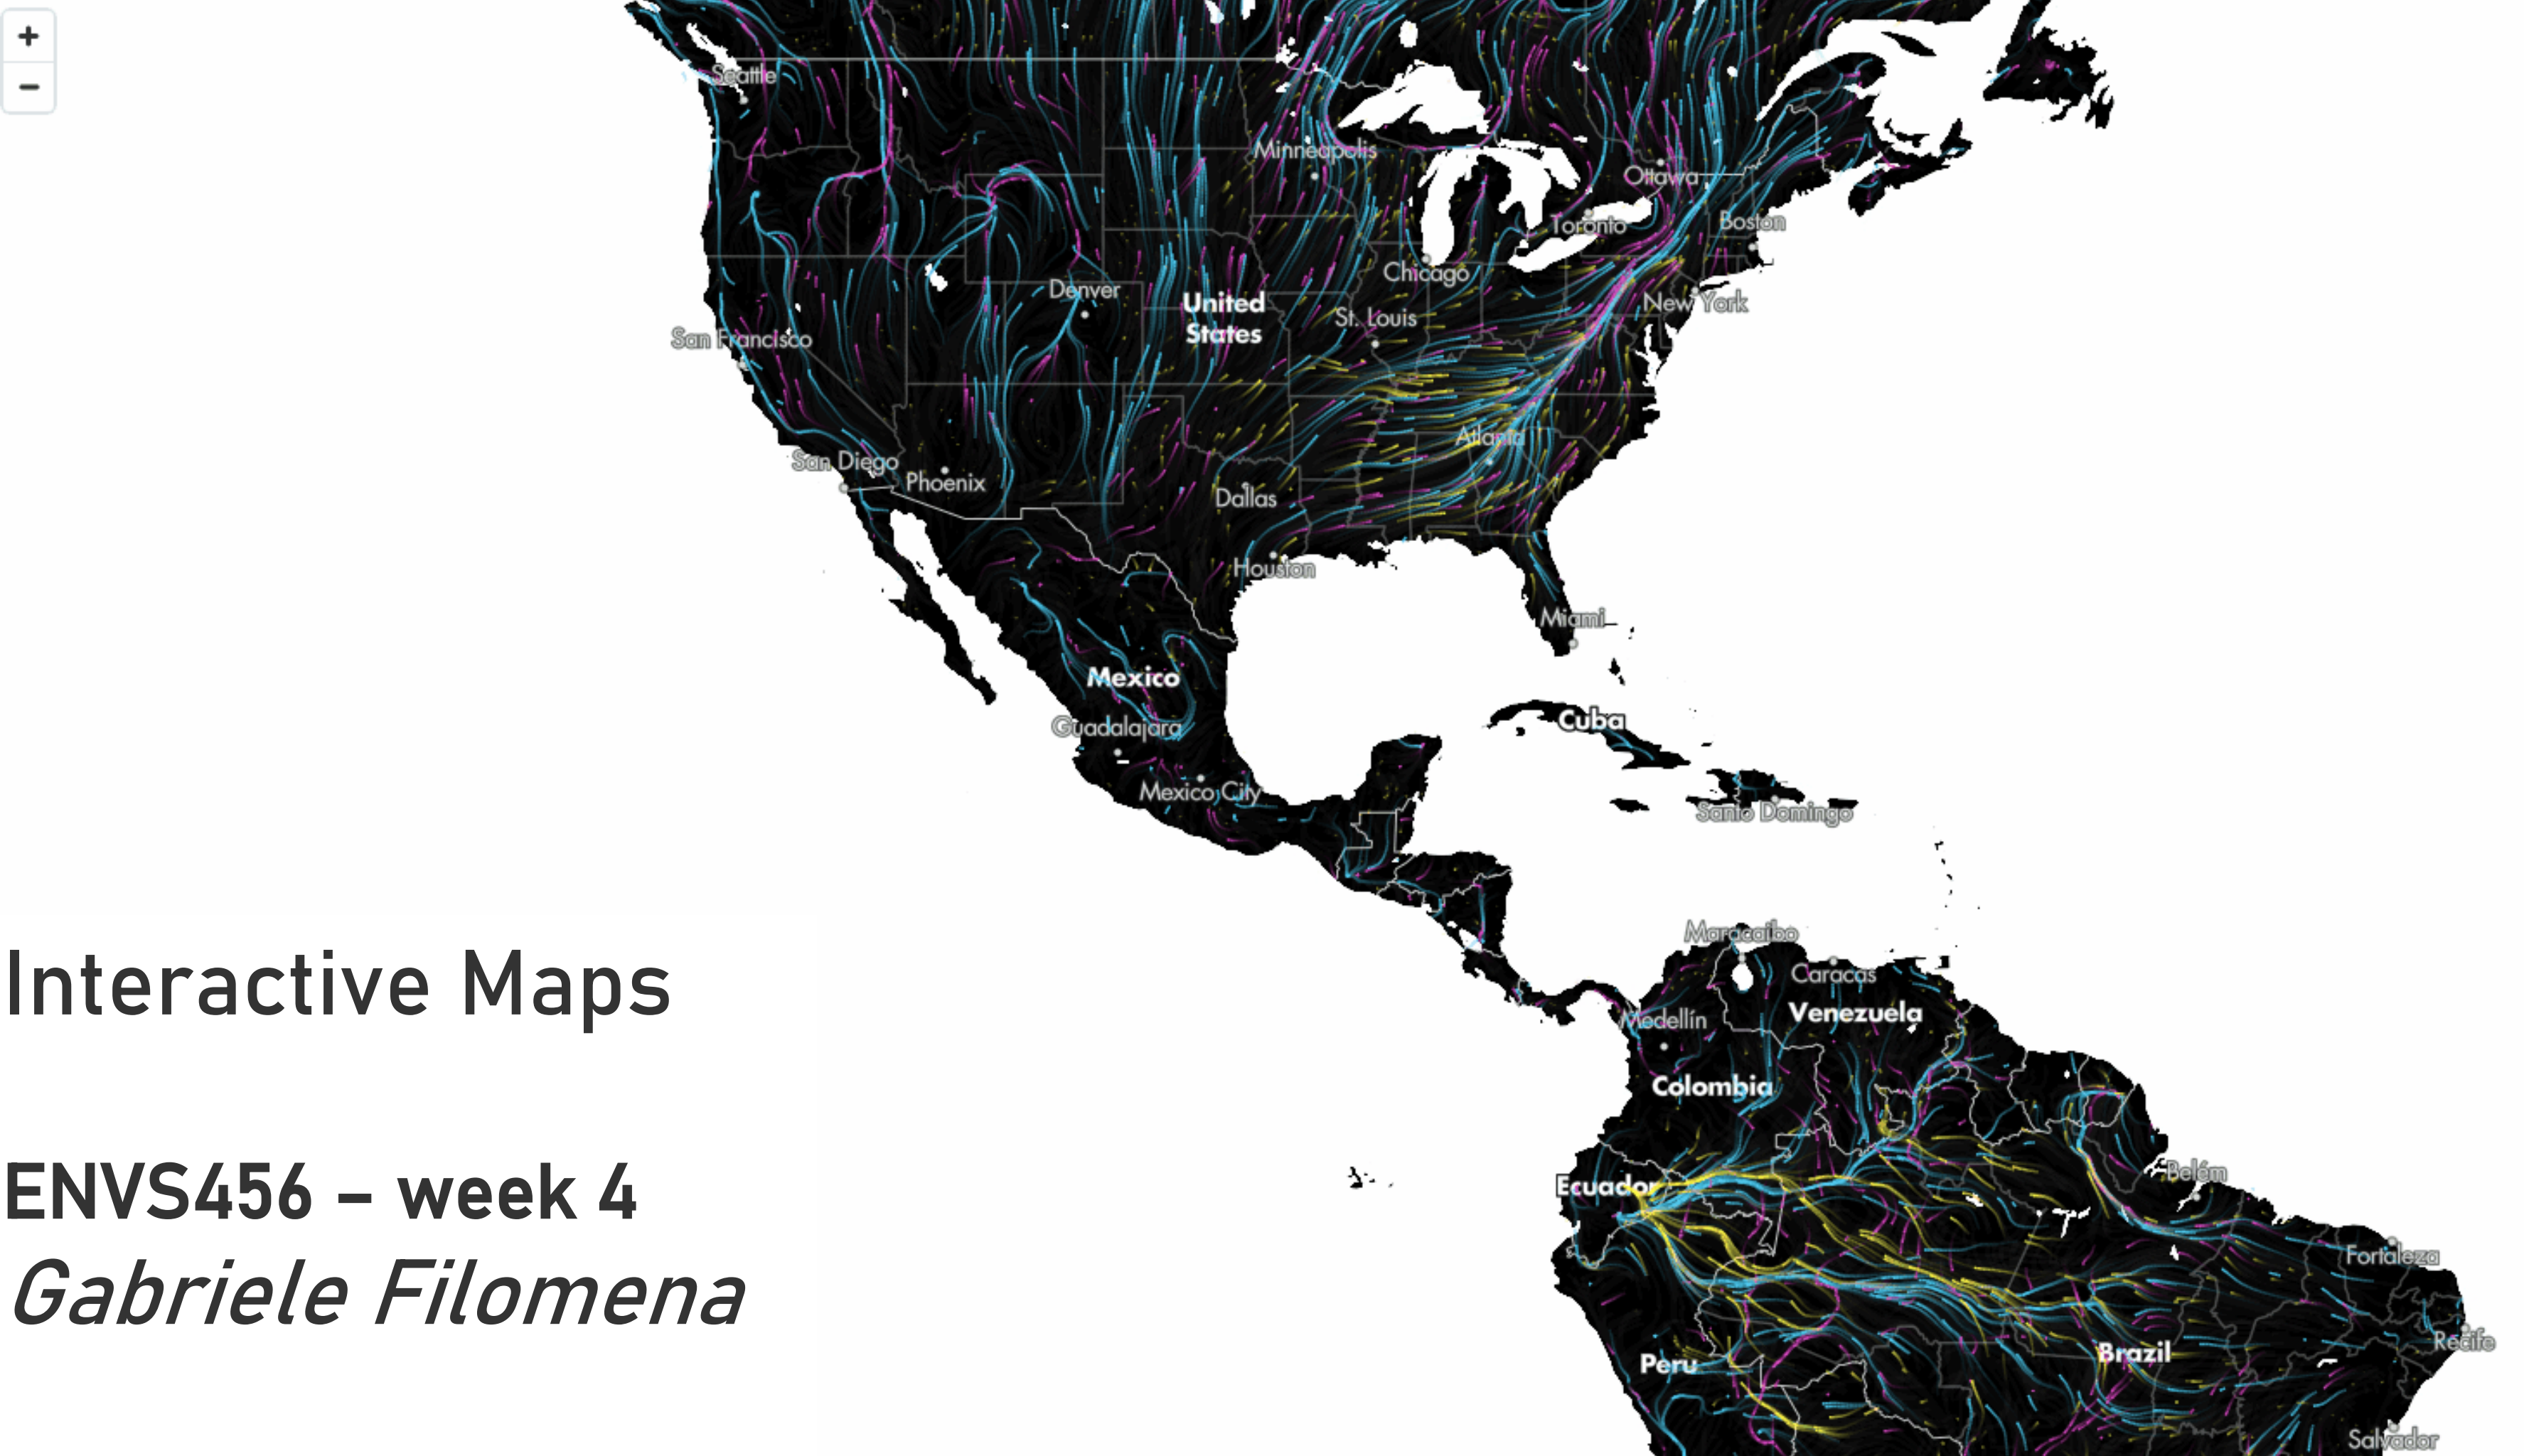 +
−
Seattle
Minneapolis
Ottawa
Toronto
Boston
Chicago
Denver
United
States
New York
St. Louis
San Francisco
Atlanta
San Diego
Phoenix
Dallas
Houston
Miami
Mexico
Guadalajara
Cuba
Mexico City
Santo Domingo
Maracaibo
Caracas
Venezuela
Medellín
Colombia
Ecuador
Belém
Fortaleza
Recife
Brazil
Peru
Salvador
Interactive Maps
ENVS456 – week 4
Gabriele Filomena